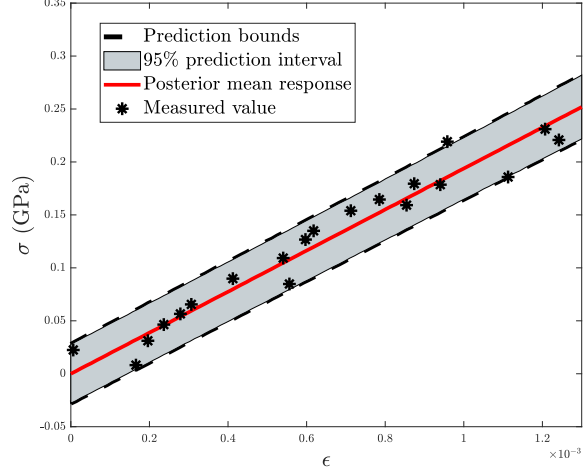 0.35
0.3
0.25
0.2
0.15
0.1
0.05
0
-0.05
σ (GPa)
Prediction bounds
95% prediction interval
Posterior mean response
Measured value
0 0.2 0.4 0.6 0.8 1 1.2
×10⁻³
ϵ